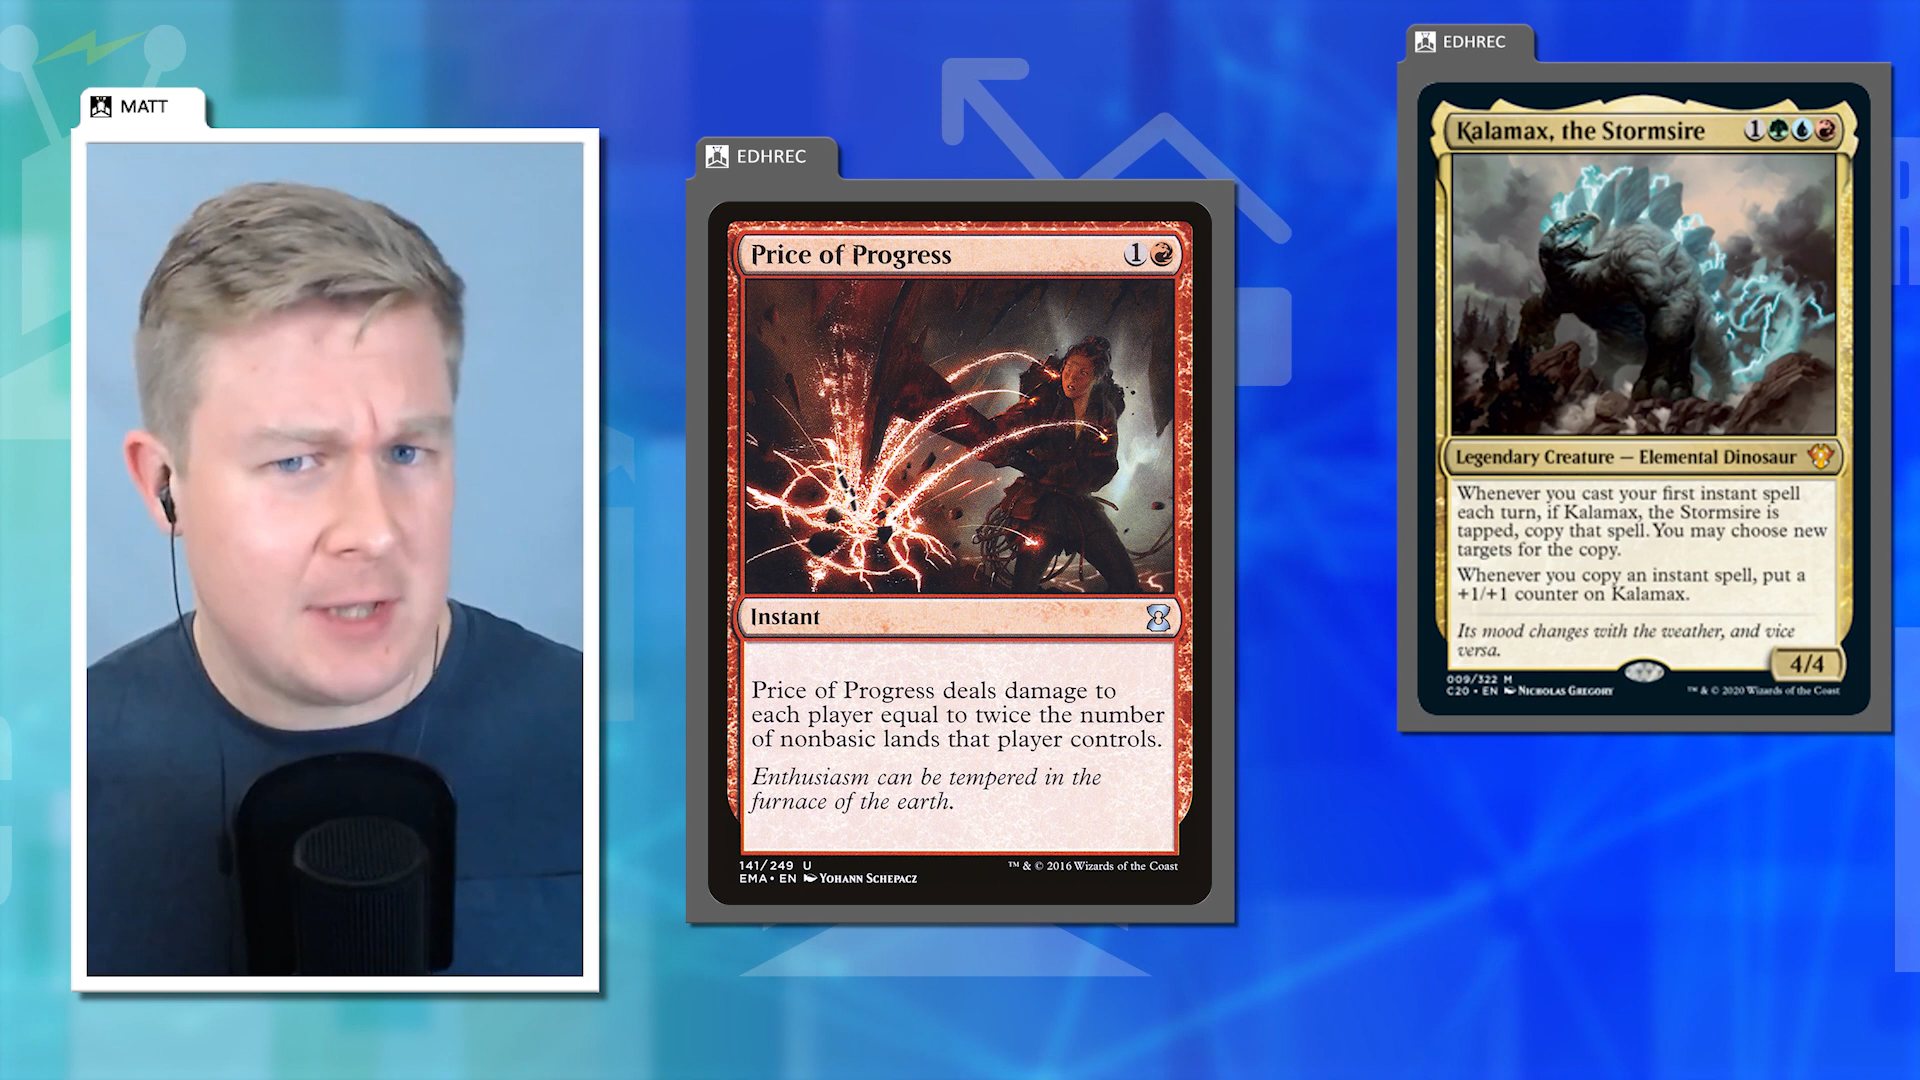 MATT
EDHREC
Price of Progress 1
Instant
Price of Progress deals damage to
each player equal to twice the number
of nonbasic lands that player controls.
Enthusiasm can be tempered in the
furnace of the earth.
141/249 U
EMA • EN YOHANN SCHEPACZ
™ & © 2016 Wizards of the Coast
EDHREC
Kalamax, the Stormsire 1
Legendary Creature — Elemental Dinosaur
Whenever you cast your first instant spell
each turn, if Kalamax, the Stormsire is
tapped, copy that spell. You may choose new
targets for the copy.
Whenever you copy an instant spell, put a
+1/+1 counter on Kalamax.
Its mood changes with the weather, and vice
versa.
4/4
009/322 M
C20 • EN NICHOLAS GREGORY
™ & © 2020 Wizards of the Coast